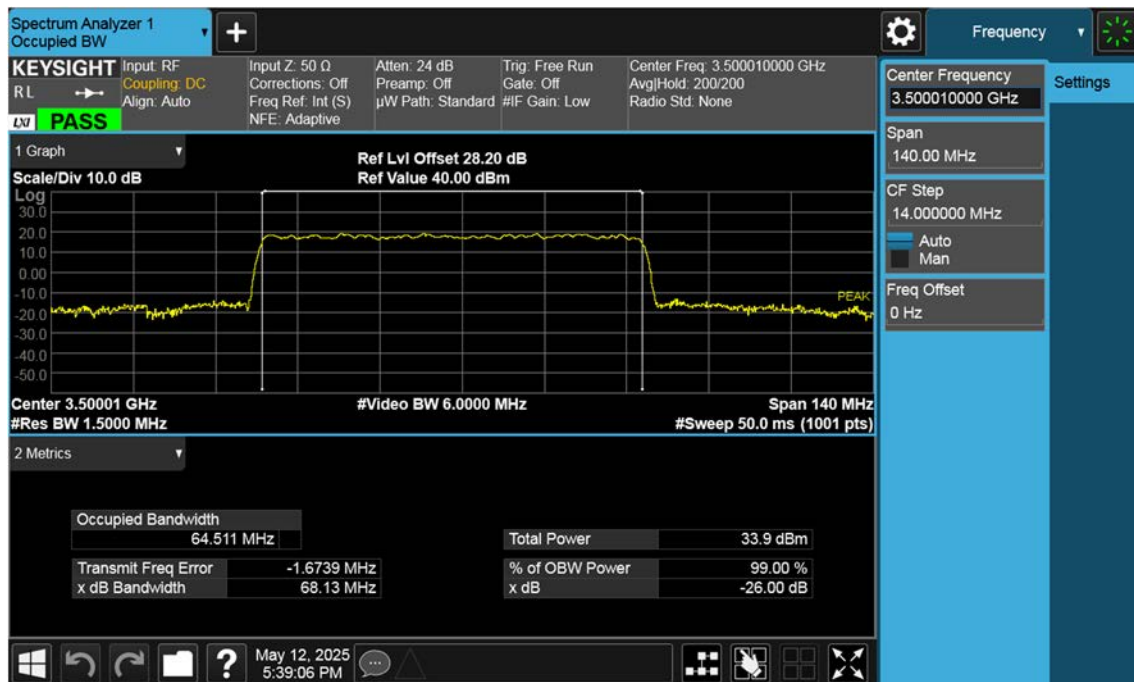 Spectrum Analyzer 1
Occupied BW
+
Frequency
KEYSIGHT
RL
LXI PASS
Input: RF
Coupling: DC
Align: Auto
Input Z: 50 Ω
Corrections: Off
Freq Ref: Int (S)
NFE: Adaptive
Atten: 24 dB
Preamp: Off
µW Path: Standard
Trig: Free Run
Gate: Off
#IF Gain: Low
Center Freq: 3.500010000 GHz
Avg|Hold: 200/200
Radio Std: None
Center Frequency
3.500010000 GHz
Settings
Span
140.00 MHz
CF Step
14.000000 MHz
Auto
Man
Freq Offset
0 Hz
1 Graph
Scale/Div 10.0 dB
Ref Lvl Offset 28.20 dB
Ref Value 40.00 dBm
Log
30.0
20.0
10.0
0.00
-10.0
PEAK
-20.0
-30.0
-40.0
-50.0
Center 3.50001 GHz
#Video BW 6.0000 MHz
Span 140 MHz
#Res BW 1.5000 MHz
#Sweep 50.0 ms (1001 pts)
2 Metrics
Occupied Bandwidth
64.511 MHz
Total Power 33.9 dBm
Transmit Freq Error -1.6739 MHz
% of OBW Power 99.00 %
x dB Bandwidth 68.13 MHz
x dB -26.00 dB
?
May 12, 2025
5:39:06 PM